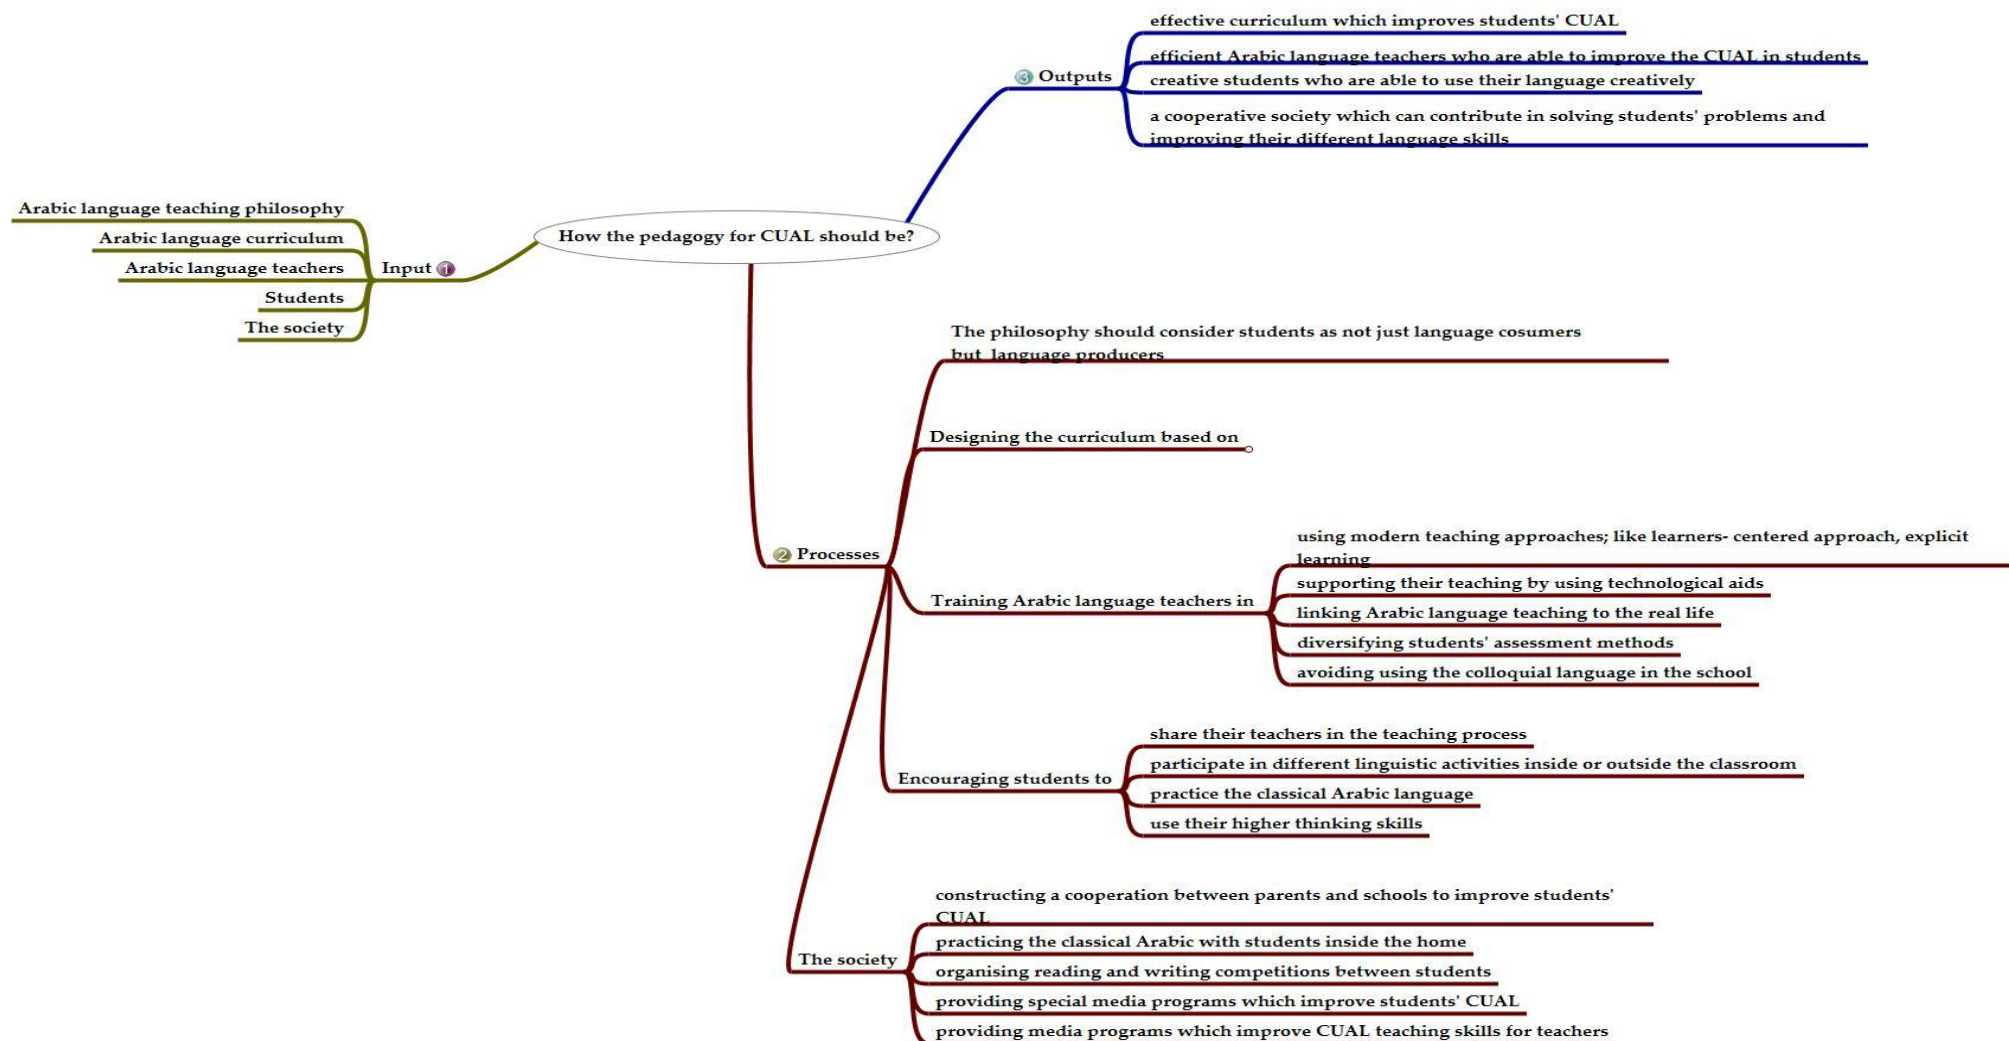 How the pedagogy for CUAL should be?
Input 1
Arabic language teaching philosophy
Arabic language curriculum
Arabic language teachers
Students
The society
2 Processes
The philosophy should consider students as not just language cosumers
but language producers
Designing the curriculum based on
Training Arabic language teachers in
using modern teaching approaches; like learners- centered approach, explicit
learning
supporting their teaching by using technological aids
linking Arabic language teaching to the real life
diversifying students' assessment methods
avoiding using the colloquial language in the school
Encouraging students to
share their teachers in the teaching process
participate in different linguistic activities inside or outside the classroom
practice the classical Arabic language
use their higher thinking skills
The society
constructing a cooperation between parents and schools to improve students'
CUAL
practicing the classical Arabic with students inside the home
organising reading and writing competitions between students
providing special media programs which improve students' CUAL
providing media programs which improve CUAL teaching skills for teachers
3 Outputs
effective curriculum which improves students' CUAL
efficient Arabic language teachers who are able to improve the CUAL in students
creative students who are able to use their language creatively
a cooperative society which can contribute in solving students' problems and
improving their different language skills